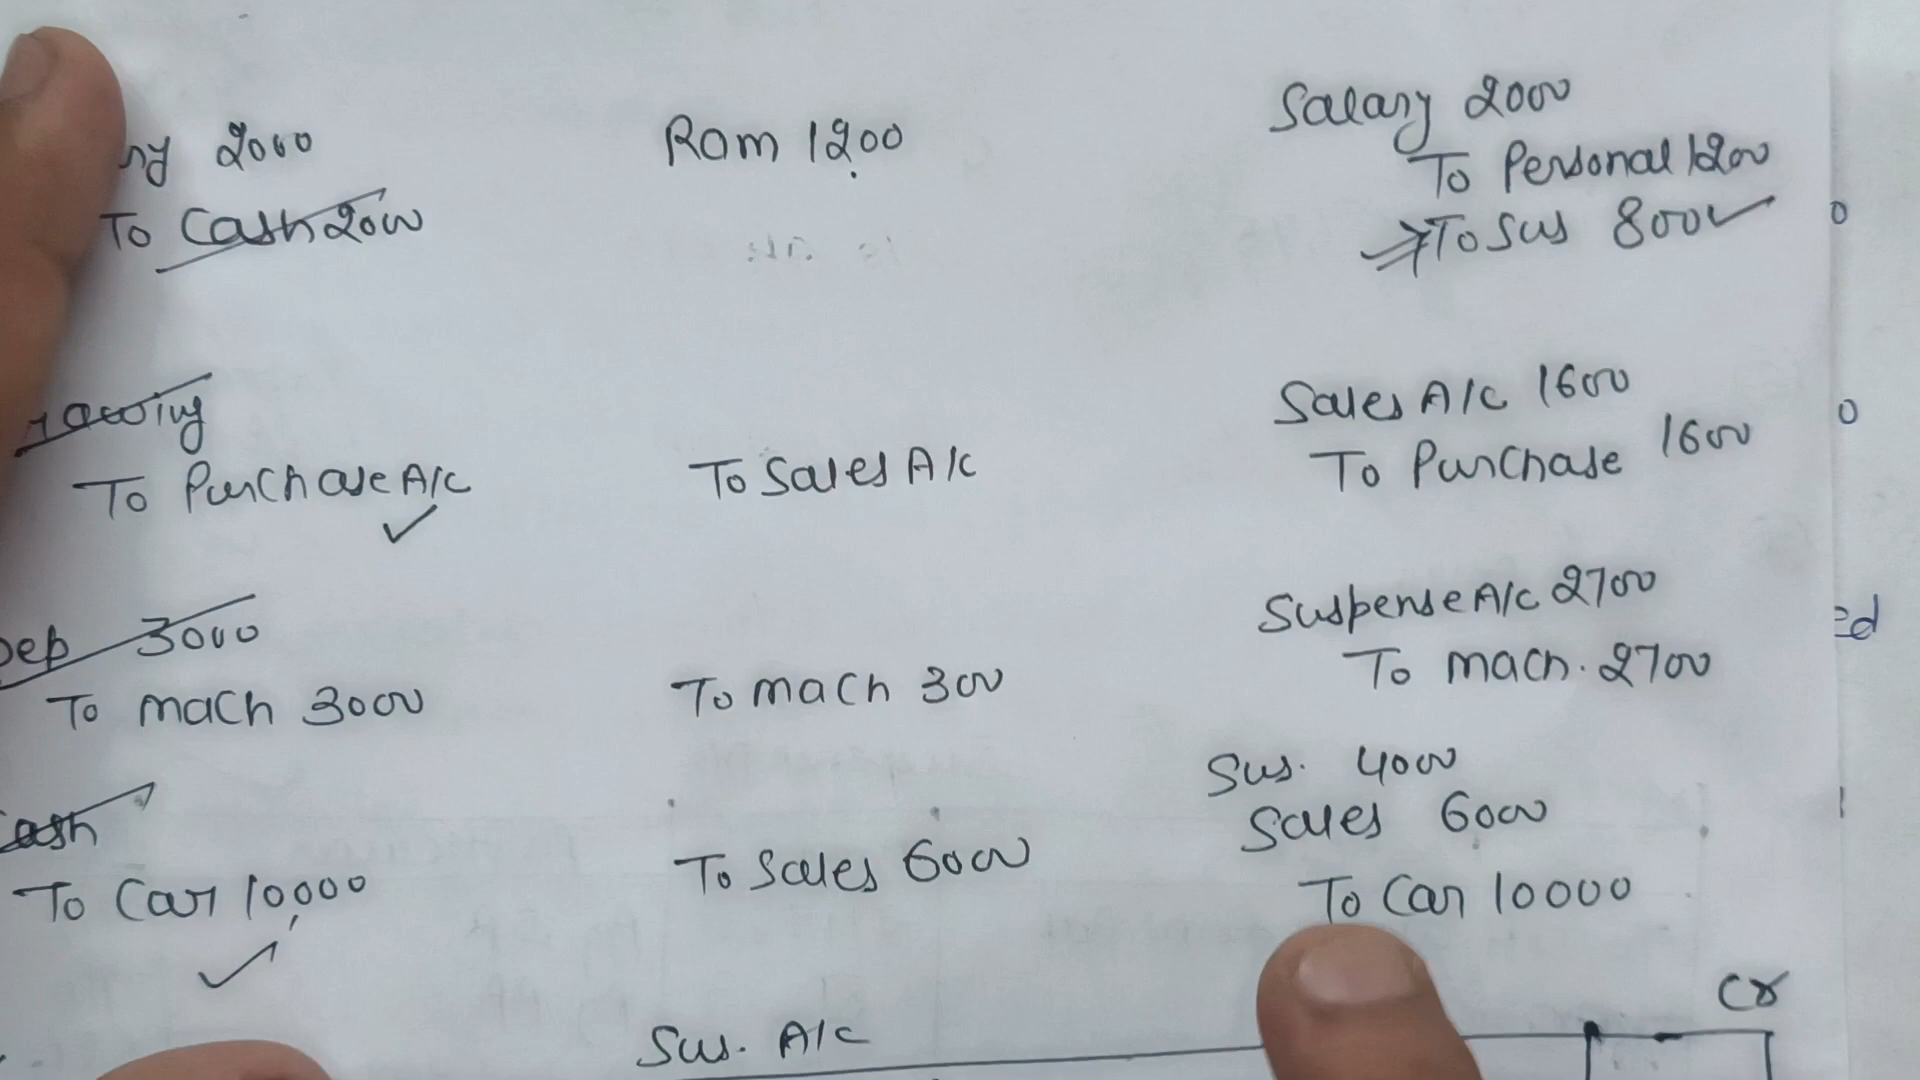 2000 Ram 1200 Salary 2000
To Personal 1200
To Cash 2000 To Sus 800
Sales A/c 1600
To Purchase A/c To Sales A/c To Purchase 1600
Dep 3000 Suspense A/c 2700
To mach 3000 To mach 300 To mach. 2700
Sus. 4000
Cash Sales 6000
To Car 10,000 To Sales 6000 To Car 10000
Cr
Sus. A/c